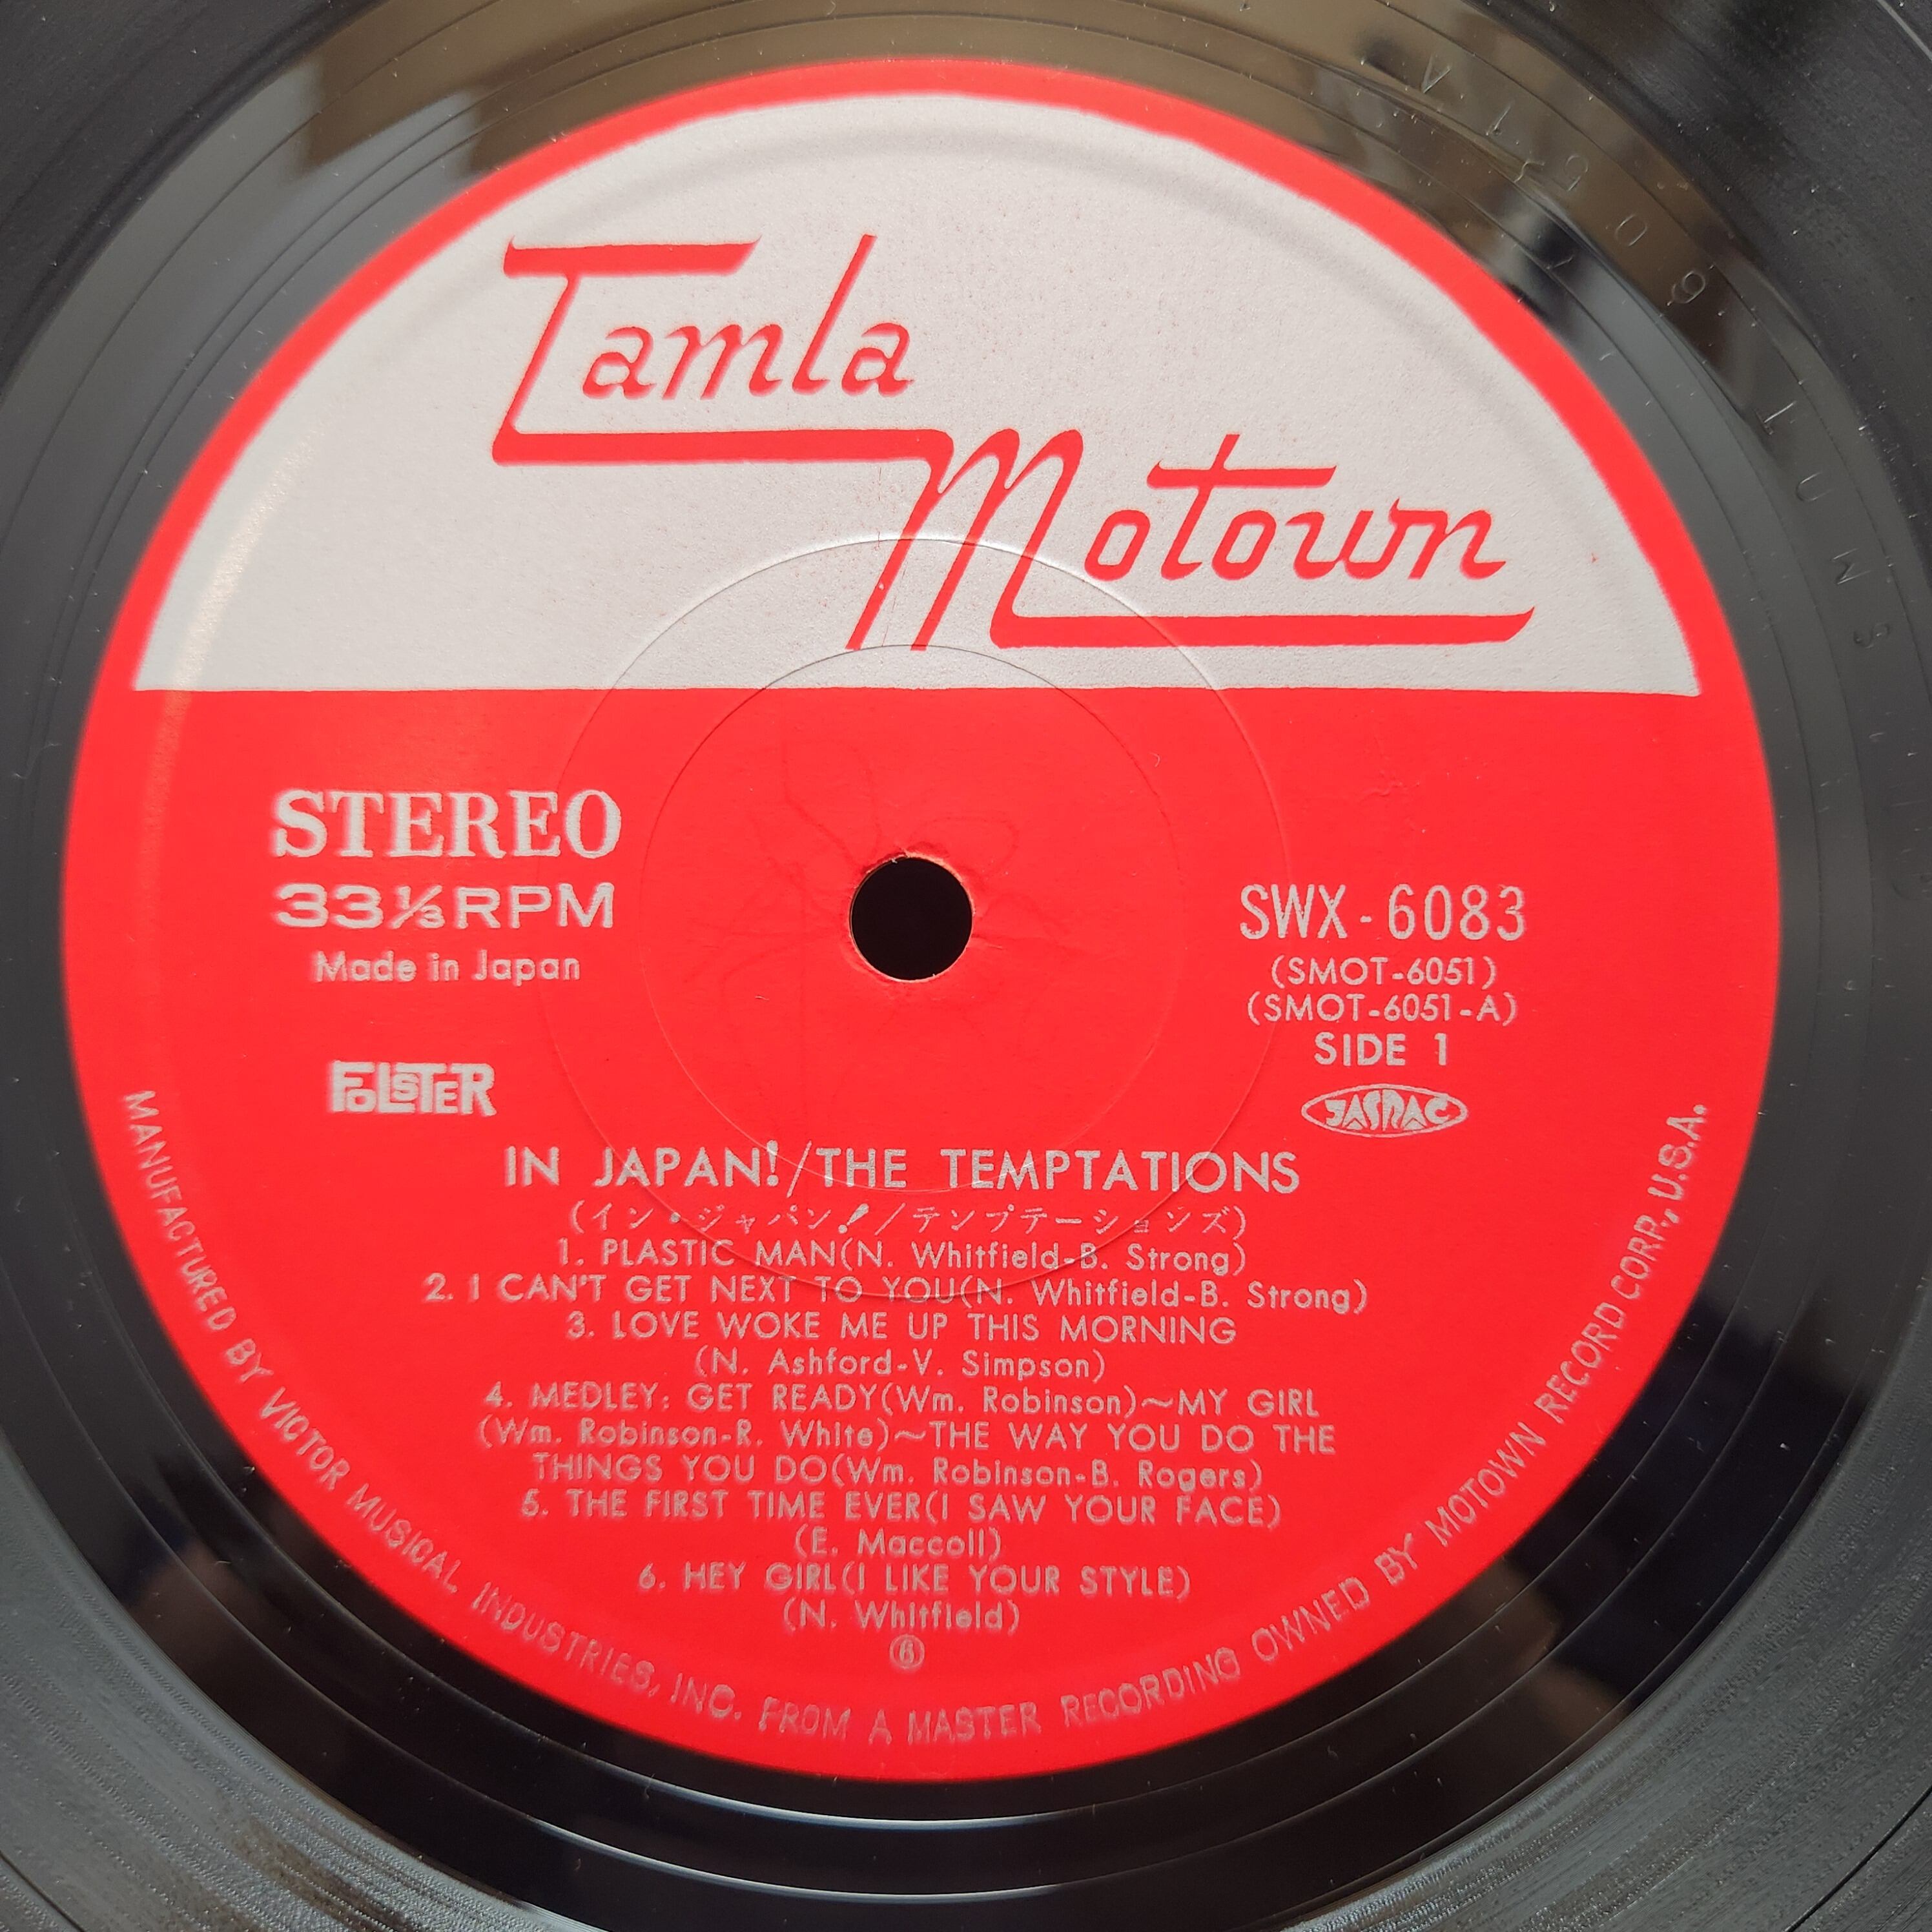 Tamla
Motown
STEREO
33⅓RPM
Made in Japan
FOLSTER
SWX-6083
(SMOT-6051)
(SMOT-6051-A)
SIDE 1
JASRAC
IN JAPAN!/THE TEMPTATIONS
(イン・ジャパン!/テンプテーションズ)
1. PLASTIC MAN(N. Whitfield-B. Strong)
2. I CAN'T GET NEXT TO YOU(N. Whitfield-B. Strong)
3. LOVE WOKE ME UP THIS MORNING
(N. Ashford-V. Simpson)
4. MEDLEY: GET READY(Wm. Robinson)~MY GIRL
(Wm. Robinson-R. White)~THE WAY YOU DO THE
THINGS YOU DO(Wm. Robinson-B. Rogers)
5. THE FIRST TIME EVER(I SAW YOUR FACE)
(E. Maccoll)
6. HEY GIRL(I LIKE YOUR STYLE)
(N. Whitfield)
MANUFACTURED BY VICTOR MUSICAL INDUSTRIES, INC. FROM A MASTER RECORDING OWNED BY MOTOWN RECORD CORP., U.S.A.